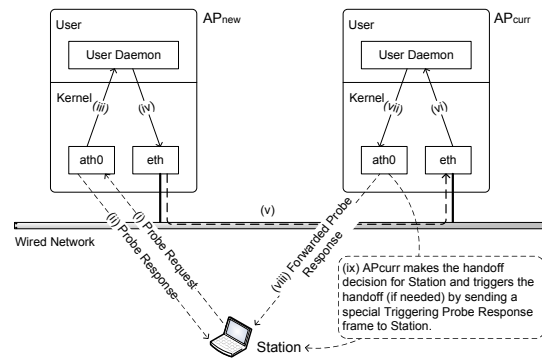 APnew
User
User Daemon
Kernel
(iii)
(iv)
ath0
eth
APcurr
User
User Daemon
Kernel
(vii)
(vi)
ath0
eth
(v)
Wired Network
(i) Probe Request
(ii) Probe Response
(viii) Forwarded Probe
Response
(ix) APcurr makes the handoff
decision for Station and triggers the
handoff (if needed) by sending a
special Triggering Probe Response
frame to Station.
Station